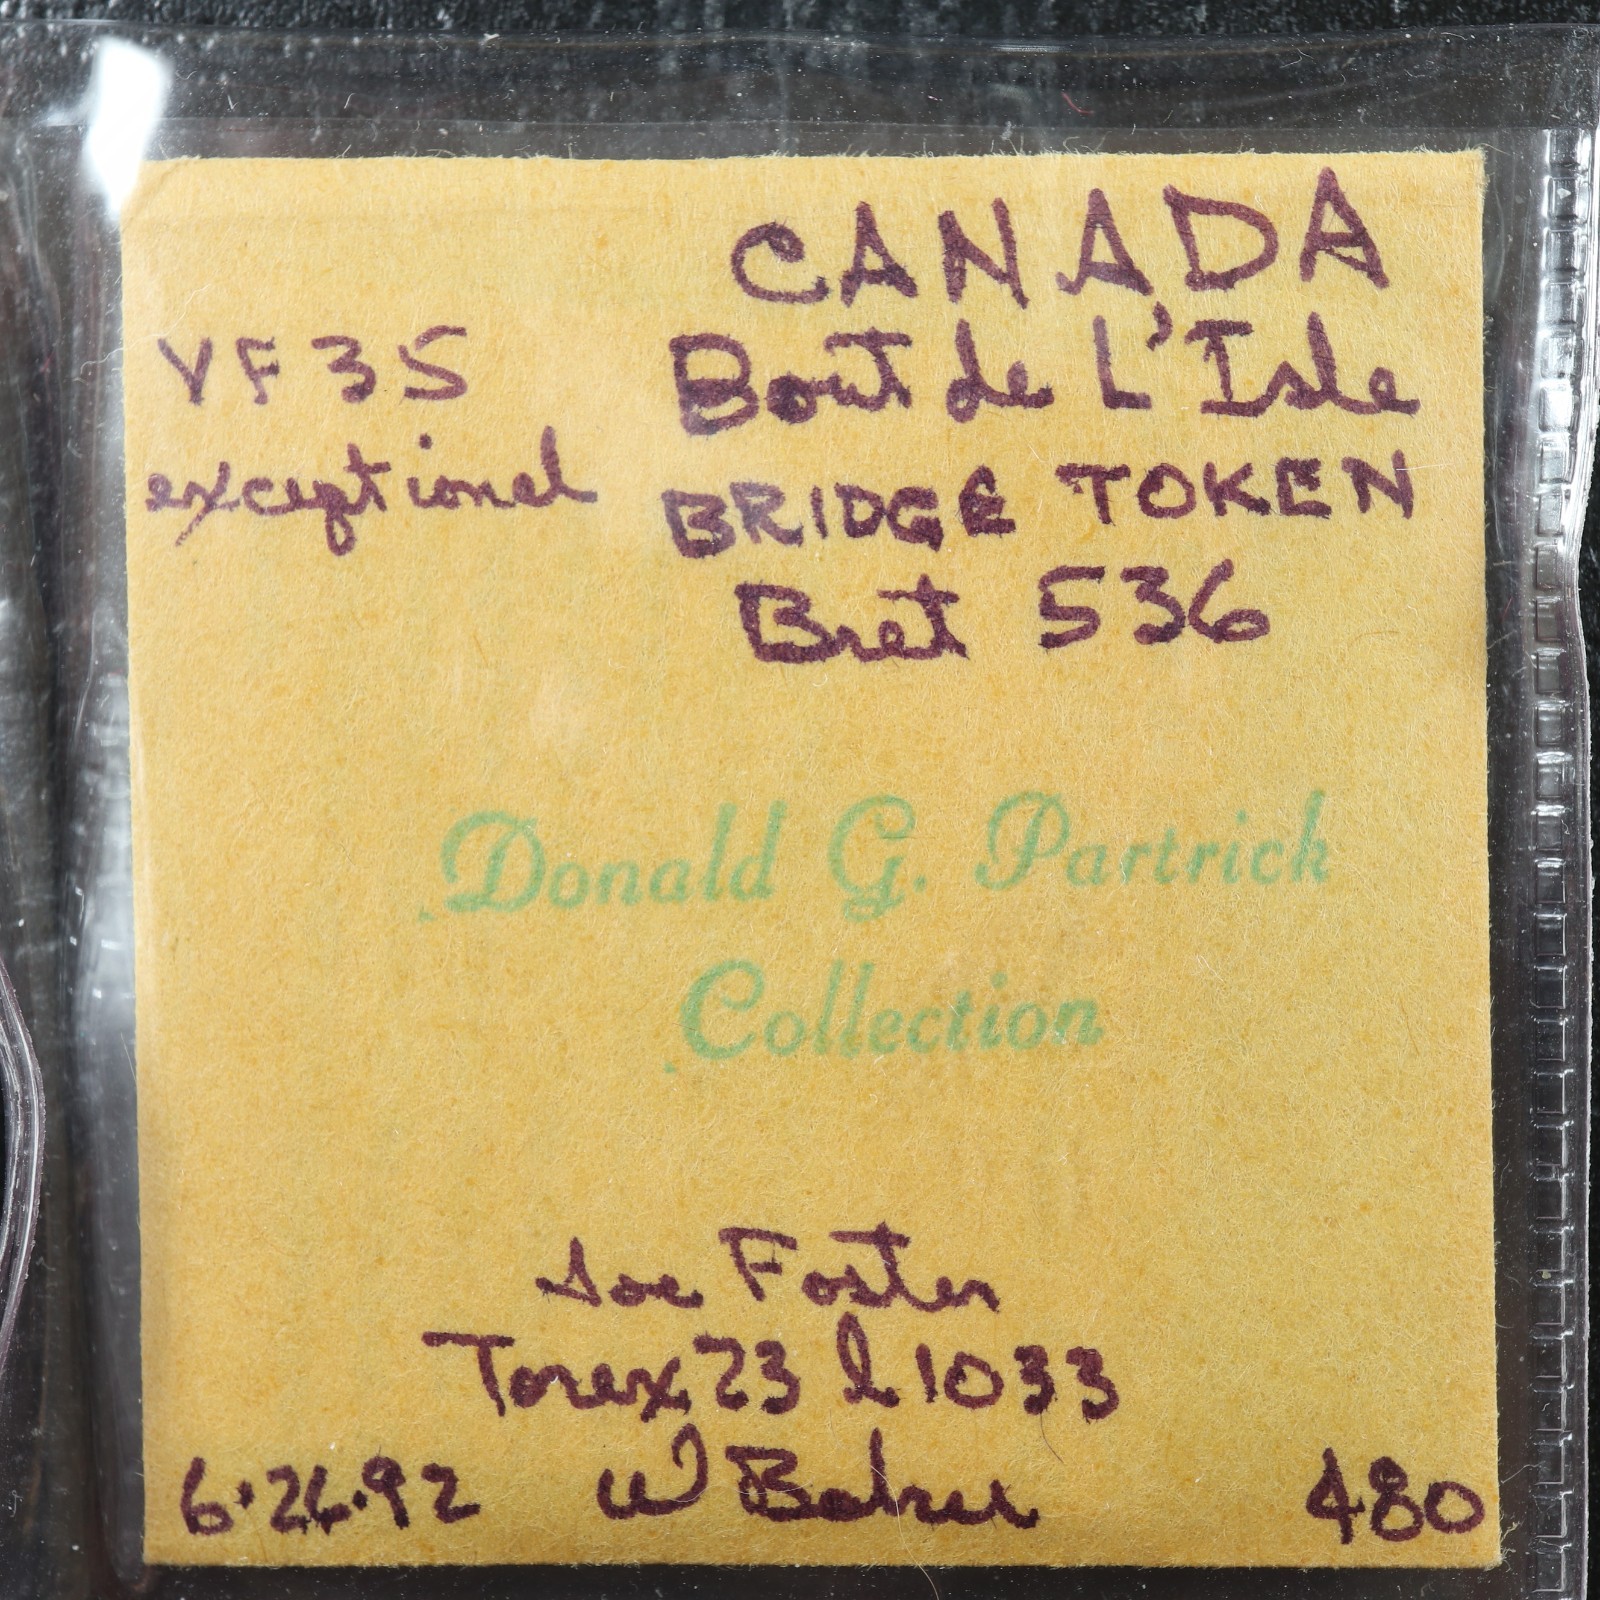 CANADA
Bout de L'Isle
BRIDGE TOKEN
Bret 536
VF35
exceptional
Donald G. Partrick
Collection
Joe Foster
Torex 23 l 1033
6·26·92 W Baker 480